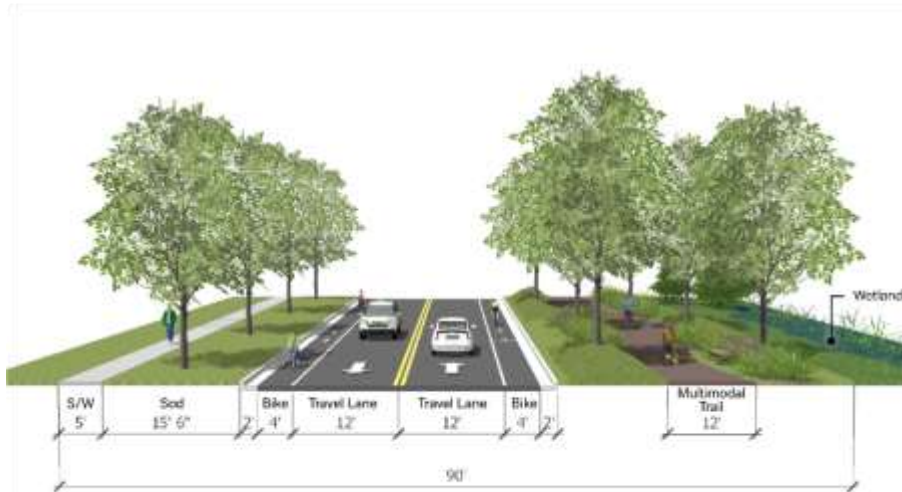 Wetland
S/W
5'
Sod
15' 6"
2'
Bike
4'
Travel Lane
12'
Travel Lane
12'
Bike
4'
2'
Multimodal
Trail
12'
90'